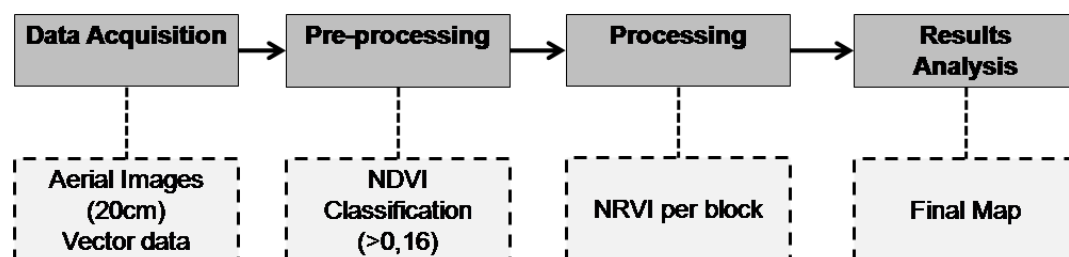 Data Acquisition
Pre-processing
Processing
Results
Analysis
Aerial Images
(20cm)
Vector data
NDVI
Classification
(>0,16)
NRVI per block
Final Map